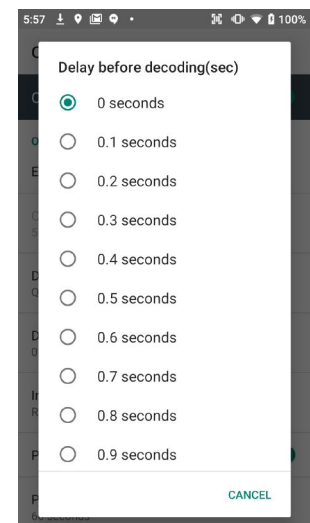 5:57
100%
Delay before decoding(sec)
0 seconds
0.1 seconds
0.2 seconds
0.3 seconds
0.4 seconds
0.5 seconds
0.6 seconds
0.7 seconds
0.8 seconds
0.9 seconds
CANCEL